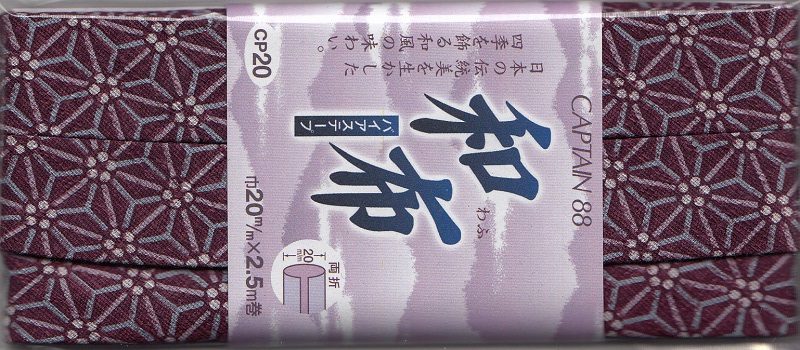 CAPTAIN 88
日本の伝統美を生かした
四季を飾る和風の味わい。
CP20
和布
わふ
バイアステープ
両折
20
mm
巾20m/m×2.5m巻